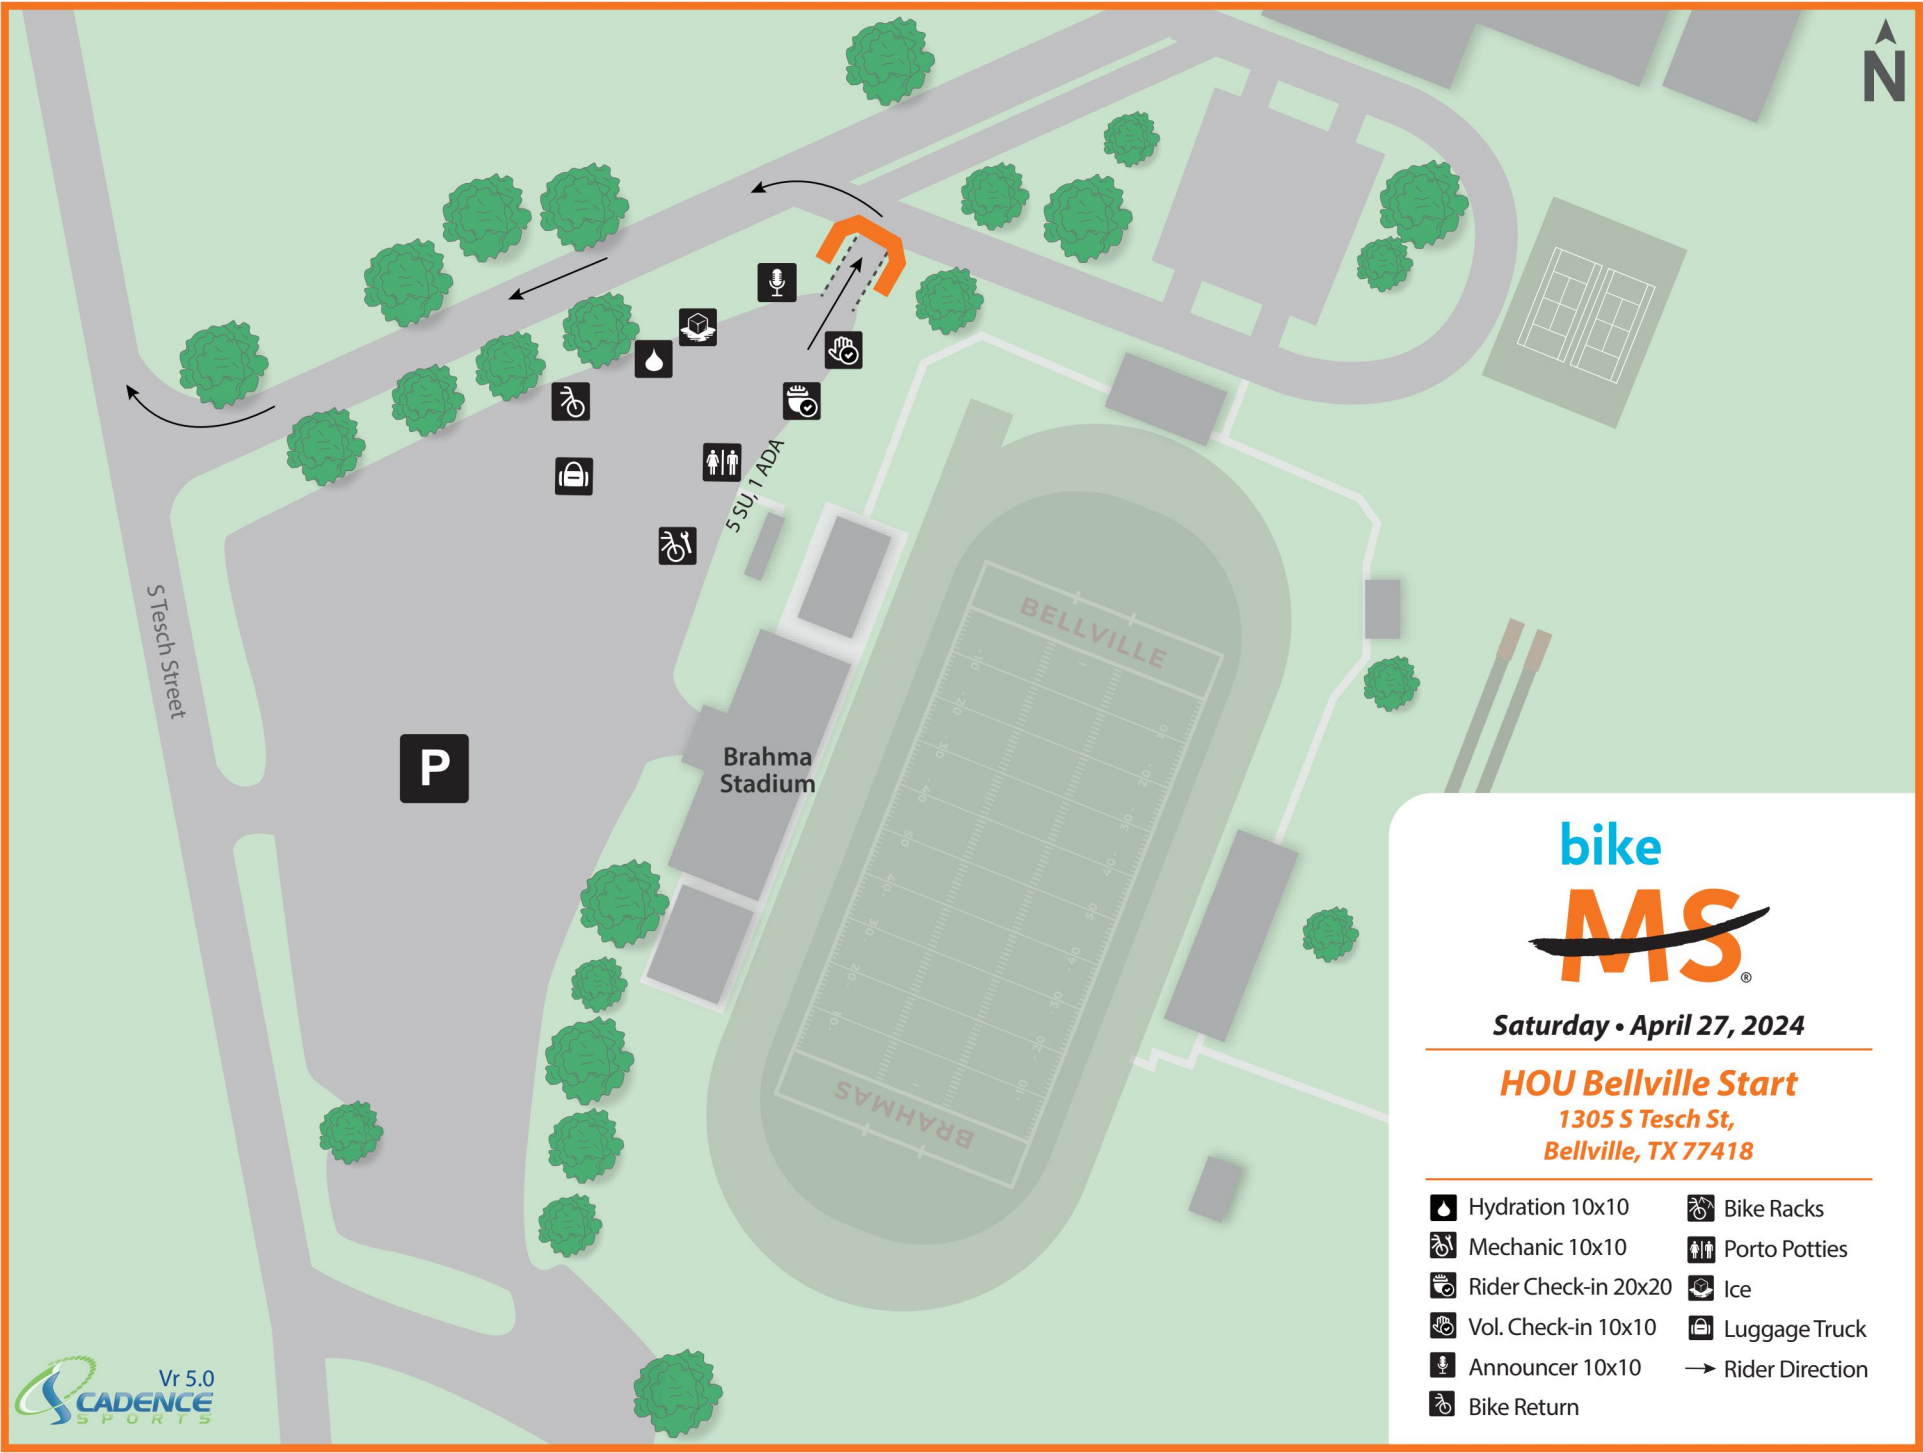 N
S Tesch Street
5 SU, 1 ADA
P
Brahma
Stadium
BELLVILLE
BRAHMAS
bike
MS®
Saturday • April 27, 2024
HOU Bellville Start
1305 S Tesch St,
Bellville, TX 77418
Hydration 10x10
Mechanic 10x10
Rider Check-in 20x20
Vol. Check-in 10x10
Announcer 10x10
Bike Return
Bike Racks
Porto Potties
Ice
Luggage Truck
Rider Direction
Vr 5.0
CADENCE
SPORTS